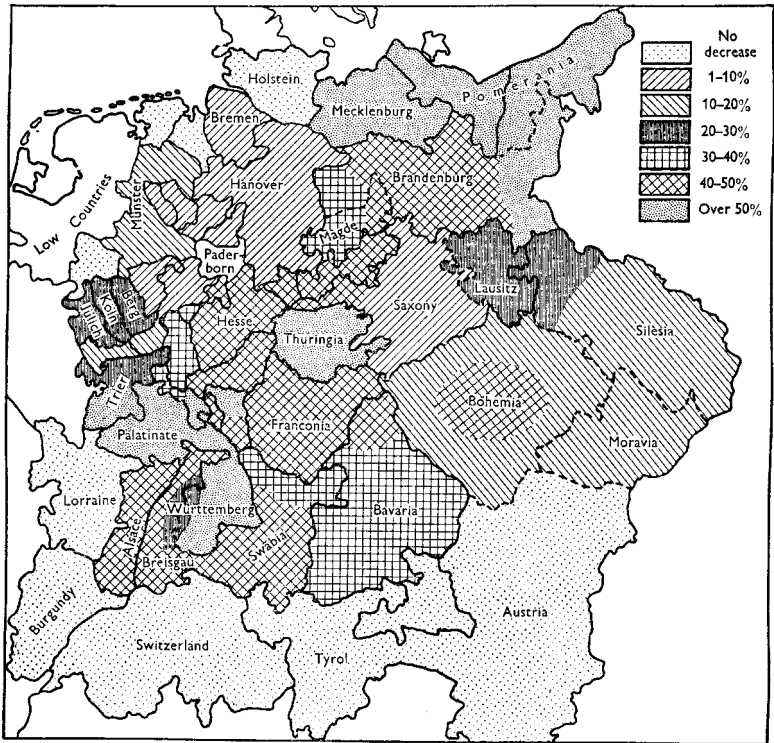 No
decrease
1–10%
10–20%
20–30%
30–40%
40–50%
Over 50%
Holstein
Pomerania
Mecklenburg
Bremen
Low Countries
Münster
Hanover
Brandenburg
Magde
Pader-
born
Jülich
Köln
Berg
Hesse
Saxony
Lausitz
Silesia
Thuringia
Trier
Bohemia
Franconia
Palatinate
Moravia
Lorraine
Württemberg
Bavaria
Alsace
Swabia
Breisgau
Burgundy
Austria
Switzerland
Tyrol